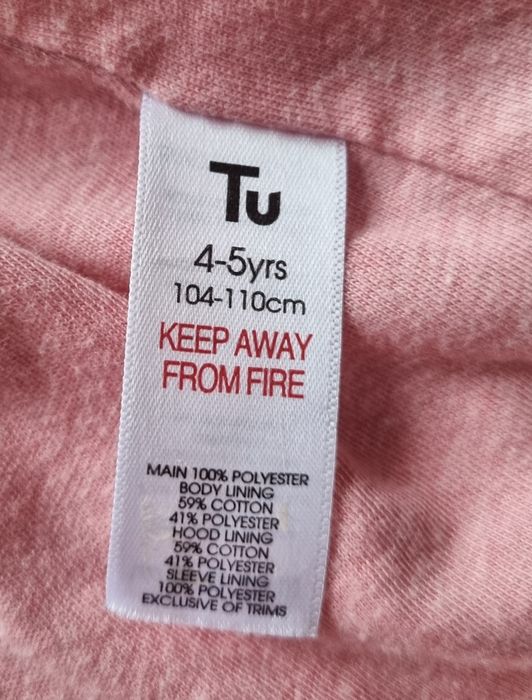 Tu
4-5yrs
104-110cm
KEEP AWAY
FROM FIRE
MAIN 100% POLYESTER
BODY LINING
59% COTTON
41% POLYESTER
HOOD LINING
59% COTTON
41% POLYESTER
SLEEVE LINING
100% POLYESTER
EXCLUSIVE OF TRIMS